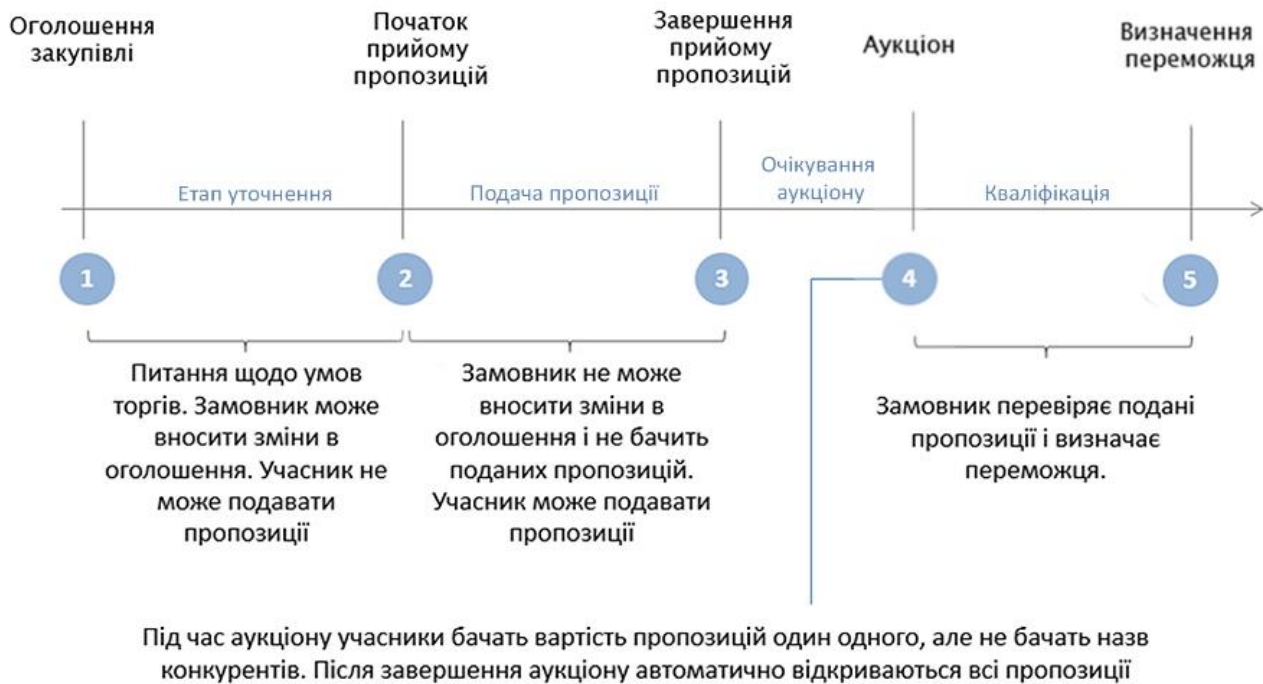 Оголошення
закупівлі
Початок
прийому
пропозицій
Завершення
прийому
пропозицій
Аукціон
Визначення
переможця
Етап уточнення
Подача пропозиції
Очікування
аукціону
Кваліфікація
1
2
3
4
5
Питання щодо умов
торгів. Замовник може
вносити зміни в
оголошення. Учасник не
може подавати
пропозиції
Замовник не може
вносити зміни в
оголошення і не бачить
поданих пропозицій.
Учасник може подавати
пропозиції
Замовник перевіряє подані
пропозиції і визначає
переможця.
Під час аукціону учасники бачать вартість пропозицій один одного, але не бачать назв
конкурентів. Після завершення аукціону автоматично відкриваються всі пропозиції